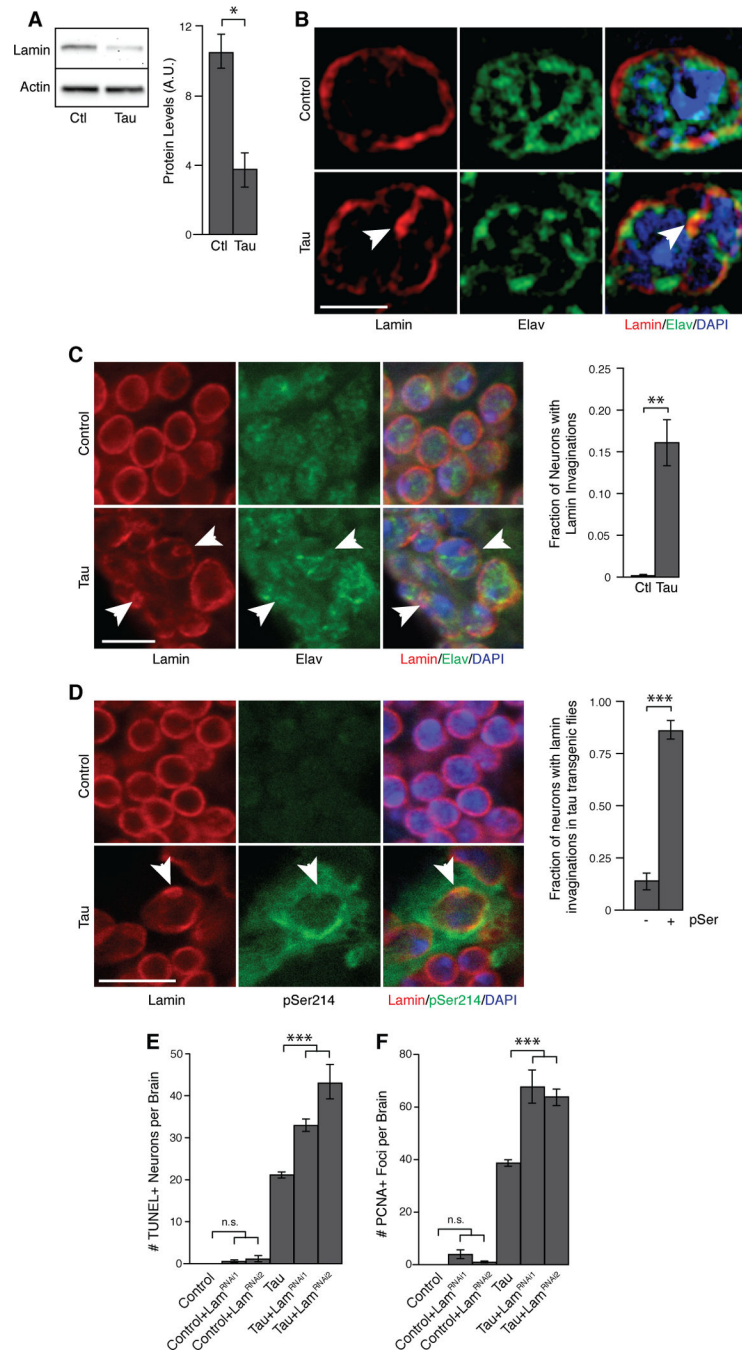 A
Lamin
Actin
Ctl Tau
Protein Levels (A.U.)
12
8
4
0
*
Ctl Tau
B
Control
Tau
Lamin
Elav
Lamin/Elav/DAPI
C
Control
Tau
Lamin
Elav
Lamin/Elav/DAPI
Fraction of Neurons with
Lamin Invaginations
0.25
0.20
0.15
0.10
0.05
0
**
Ctl Tau
D
Control
Tau
Lamin
pSer214
Lamin/pSer214/DAPI
Fraction of neurons with lamin
invaginations in tau transgenic flies
1.00
0.75
0.50
0.25
0.00
***
- + pSer
E
# TUNEL+ Neurons per Brain
50
40
30
20
10
0
n.s.
***
Control
Control+Lam^RNAi1
Control+Lam^RNAi2
Tau
Tau+Lam^RNAi1
Tau+Lam^RNAi2
F
# PCNA+ Foci per Brain
80
60
40
20
0
n.s.
***
Control
Control+Lam^RNAi1
Control+Lam^RNAi2
Tau
Tau+Lam^RNAi1
Tau+Lam^RNAi2